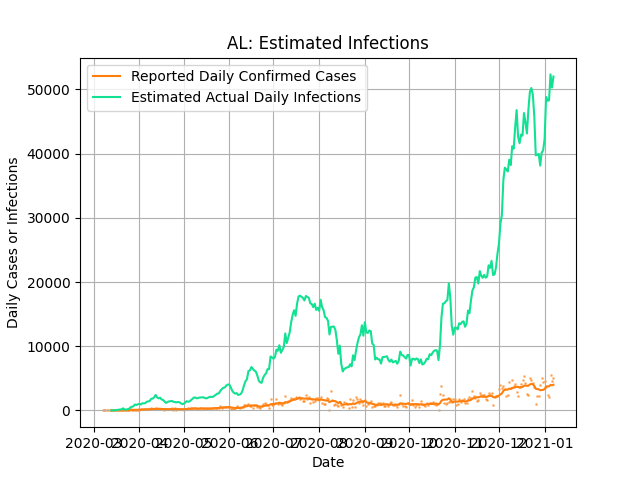 AL: Estimated Infections
Reported Daily Confirmed Cases
Estimated Actual Daily Infections
Daily Cases or Infections
50000
40000
30000
20000
10000
0
2020-03 2020-04 2020-05 2020-06 2020-07 2020-08 2020-09 2020-10 2020-11 2020-12 2021-01
Date